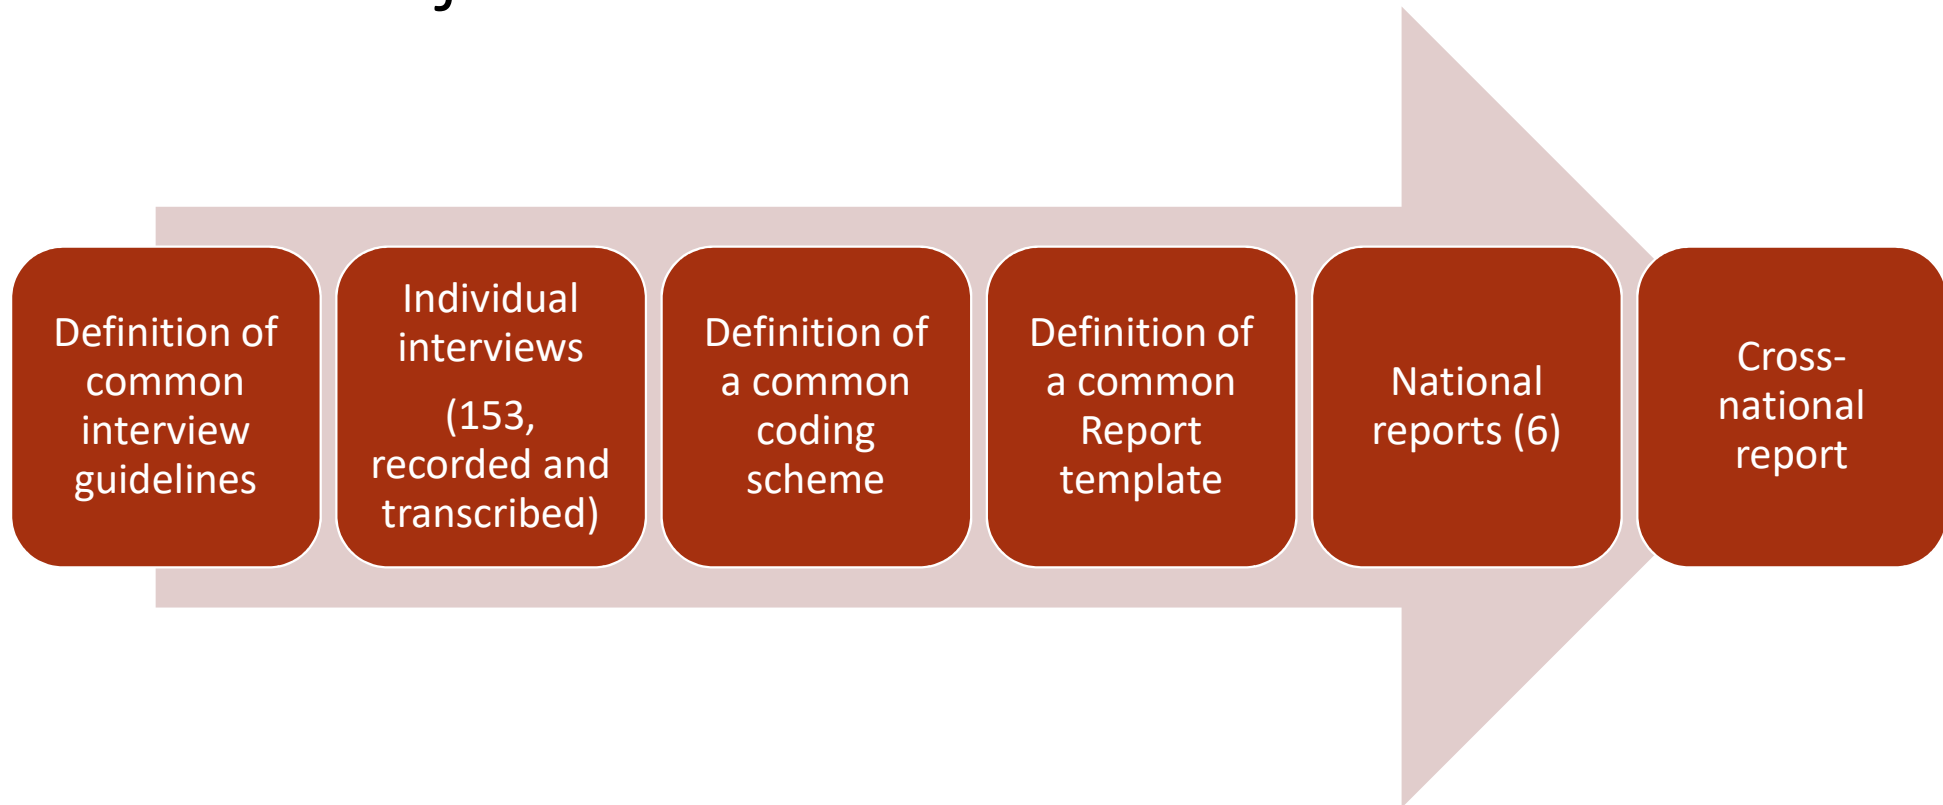 Definition of
common
interview
guidelines
Individual
interviews
(153,
recorded and
transcribed)
Definition of
a common
coding
scheme
Definition of
a common
Report
template
National
reports (6)
Cross-
national
report